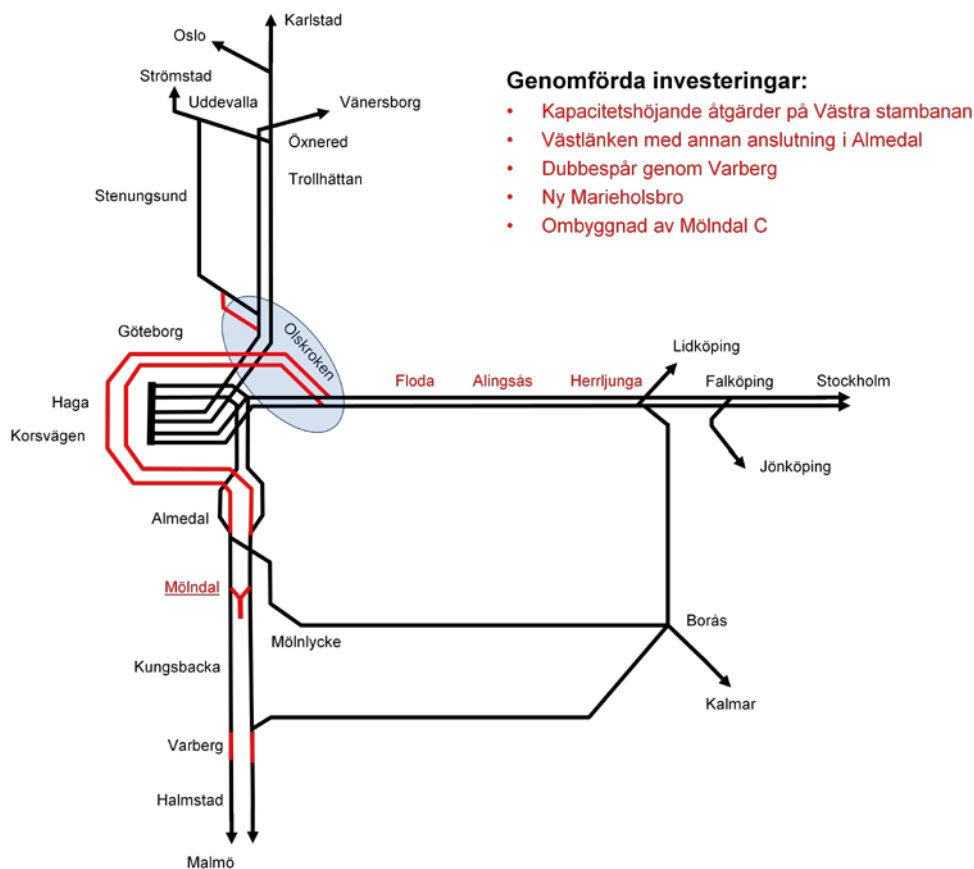 Karlstad
Oslo
Strömstad
Uddevalla
Vänersborg
Öxnered
Trollhättan
Stenungsund
Genomförda investeringar:
• Kapacitetshöjande åtgärder på Västra stambanan
• Västlänken med annan anslutning i Almedal
• Dubbespår genom Varberg
• Ny Marieholsbro
• Ombyggnad av Mölndal C
Göteborg
Olskroken
Lidköping
Floda
Alingsås
Herrljunga
Falköping
Stockholm
Haga
Korsvägen
Jönköping
Almedal
Mölndal
Mölnlycke
Borås
Kungsbacka
Kalmar
Varberg
Halmstad
Malmö